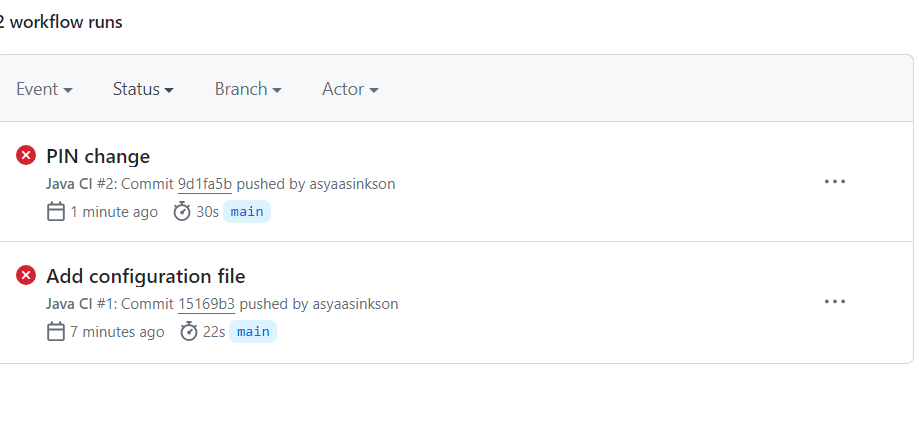 2 workflow runs
Event Status Branch Actor
PIN change
Java CI #2: Commit 9d1fa5b pushed by asyaasinkson
1 minute ago 30s main
Add configuration file
Java CI #1: Commit 15169b3 pushed by asyaasinkson
7 minutes ago 22s main